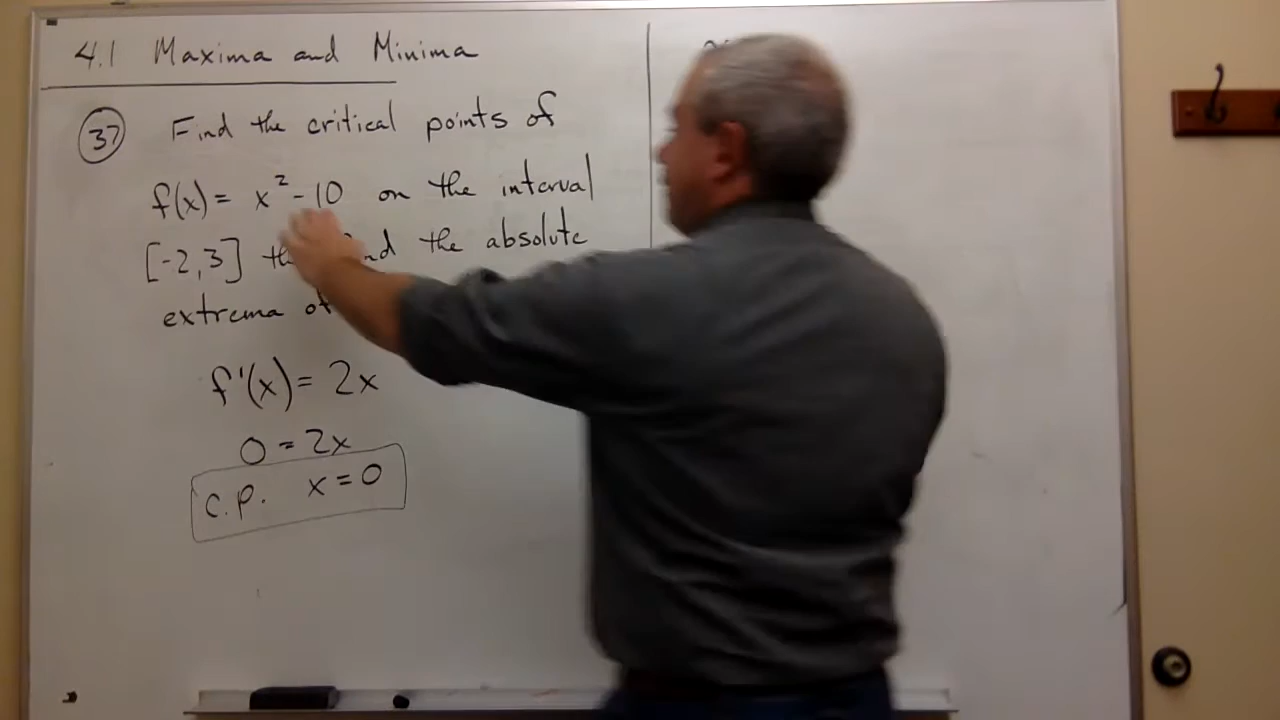 4.1 Maxima and Minima
37 Find the critical points of
f(x) = x² - 10 on the interval
[-2,3] the absolute
extrema of
f'(x) = 2x
0 = 2x
c.p. x = 0